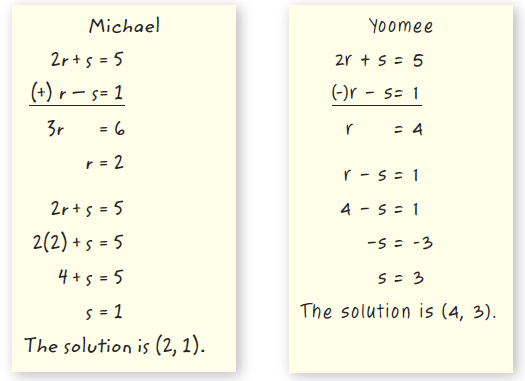 Michael
2r + s = 5
(+) r - s = 1
3r = 6
r = 2
2r + s = 5
2(2) + s = 5
4 + s = 5
s = 1
The solution is (2, 1).
Yoomee
2r + s = 5
(-)r - s = 1
r = 4
r - s = 1
4 - s = 1
-s = -3
s = 3
The solution is (4, 3).